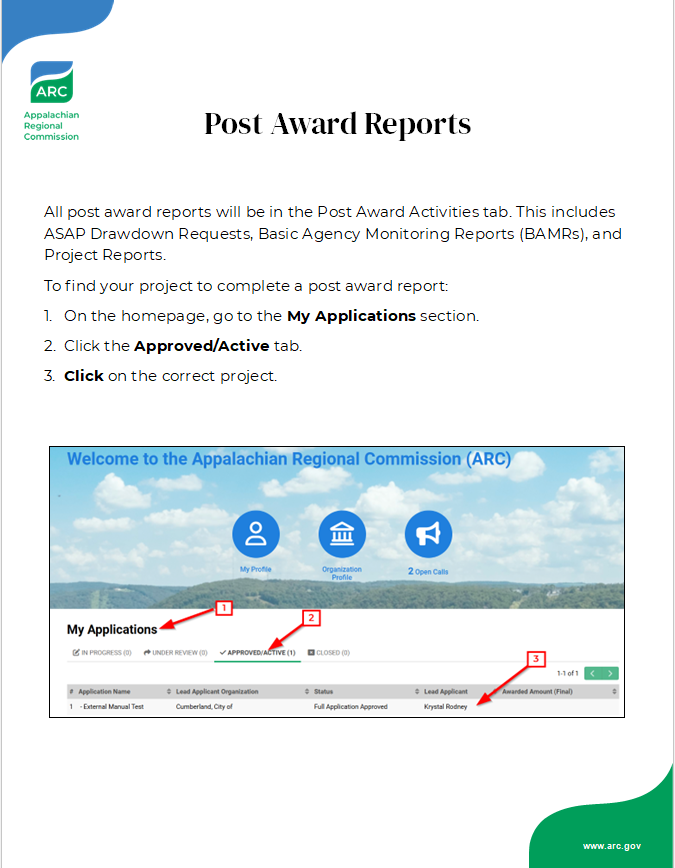 ARC
Appalachian
Regional
Commission
Post Award Reports
All post award reports will be in the Post Award Activities tab. This includes
ASAP Drawdown Requests, Basic Agency Monitoring Reports (BAMRs), and
Project Reports.
To find your project to complete a post award report:
1. On the homepage, go to the My Applications section.
2. Click the Approved/Active tab.
3. Click on the correct project.
Welcome to the Appalachian Regional Commission (ARC)
My Profile
Organization
Profile
2 Open Calls
1
My Applications
2
IN PROGRESS (0) UNDER REVIEW (0) APPROVED/ACTIVE (1) CLOSED (0)
3
1-1 of 1
# Application Name Lead Applicant Organization Status Lead Applicant Awarded Amount (Final)
1 - External Manual Test Cumberland, City of Full Application Approved Krystal Rodney
www.arc.gov